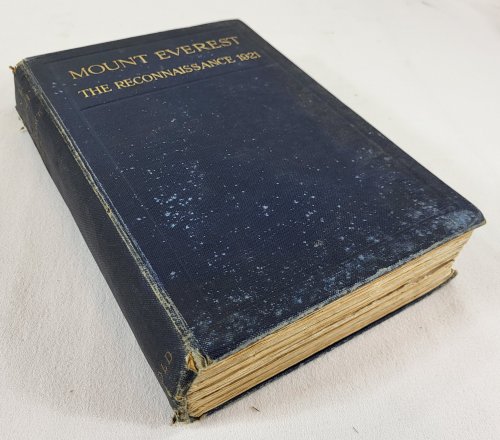 MOUNT EVEREST
THE RECONNAISSANCE 1921